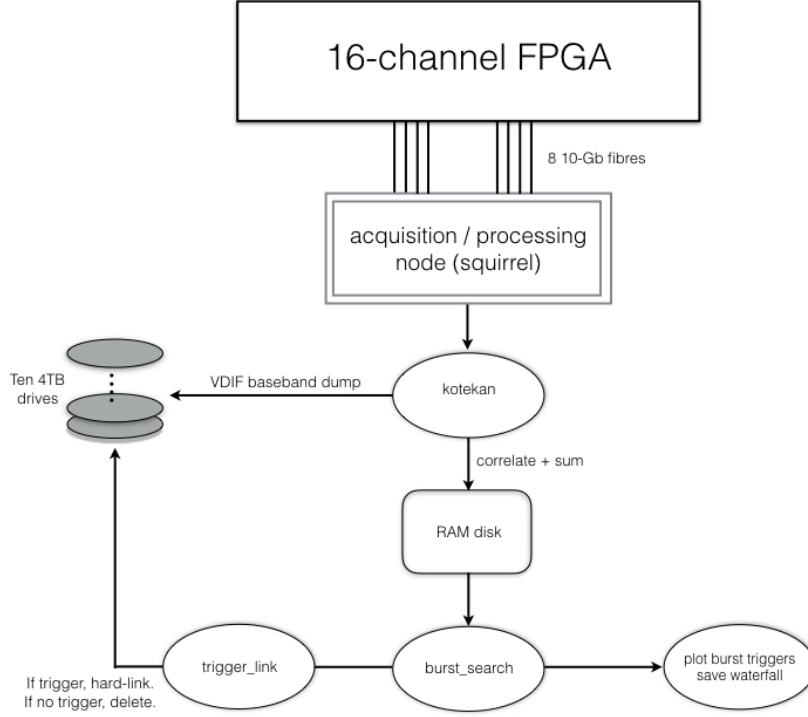 16-channel FPGA
8 10-Gb fibres
acquisition / processing
node (squirrel)
Ten 4TB
drives
VDIF baseband dump
kotekan
correlate + sum
RAM disk
trigger_link
burst_search
plot burst triggers
save waterfall
If trigger, hard-link.
If no trigger, delete.